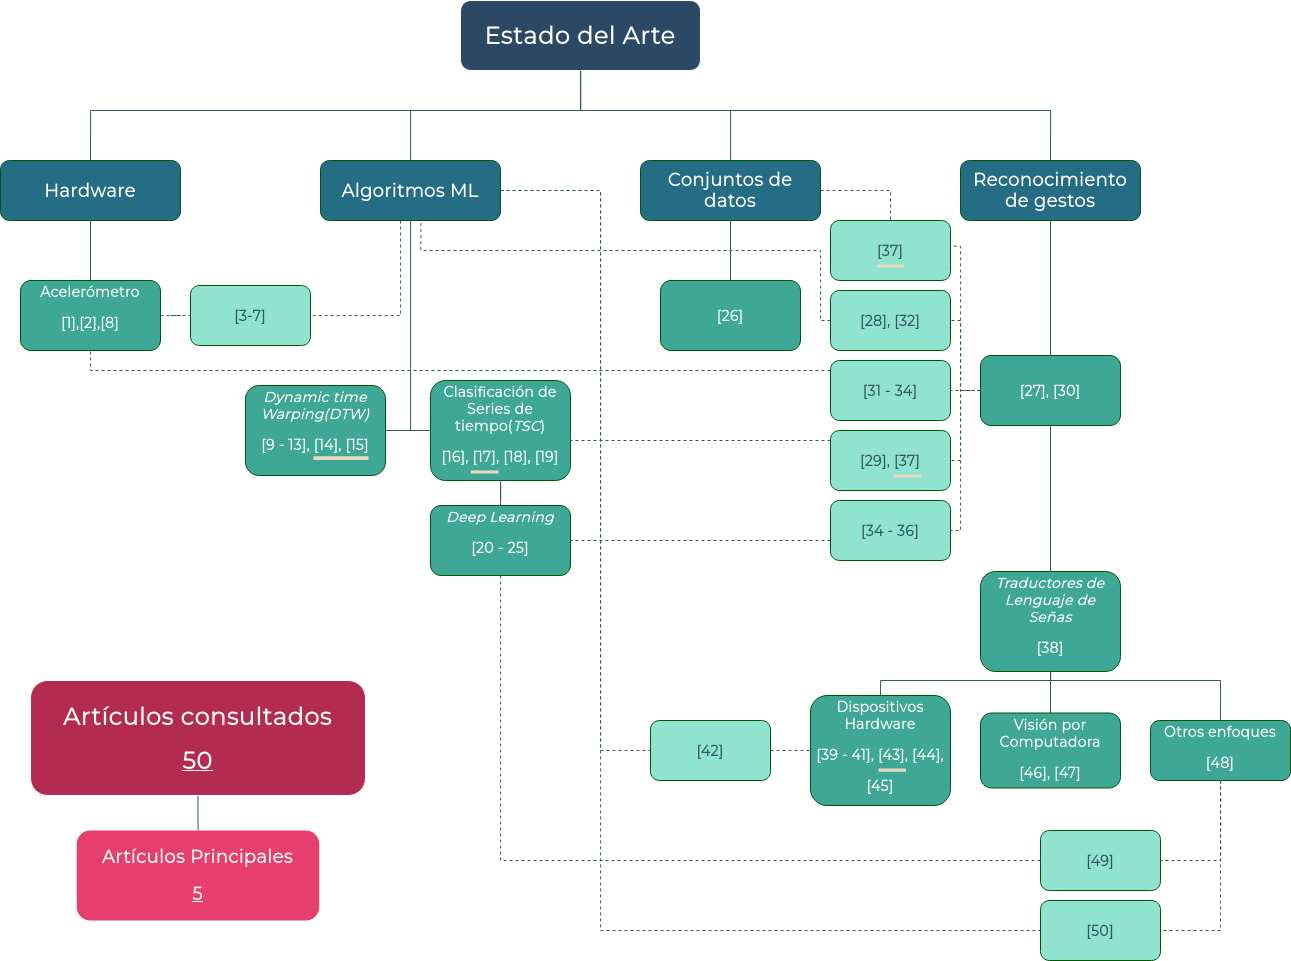 Estado del Arte
Hardware
Algoritmos ML
Conjuntos de
datos
Reconocimiento
de gestos
Acelerómetro
[1],[2],[8]
[3-7]
[26]
[37]
[28], [32]
[31 - 34]
[29], [37]
[34 - 36]
[27], [30]
Dynamic time
Warping(DTW)
[9 - 13], [14], [15]
Clasificación de
Series de
tiempo(TSC)
[16], [17], [18], [19]
Deep Learning
[20 - 25]
Traductores de
Lenguaje de
Señas
[38]
[42]
Dispositivos
Hardware
[39 - 41], [43], [44],
[45]
Visión por
Computadora
[46], [47]
Otros enfoques
[48]
[49]
[50]
Artículos consultados
50
Artículos Principales
5